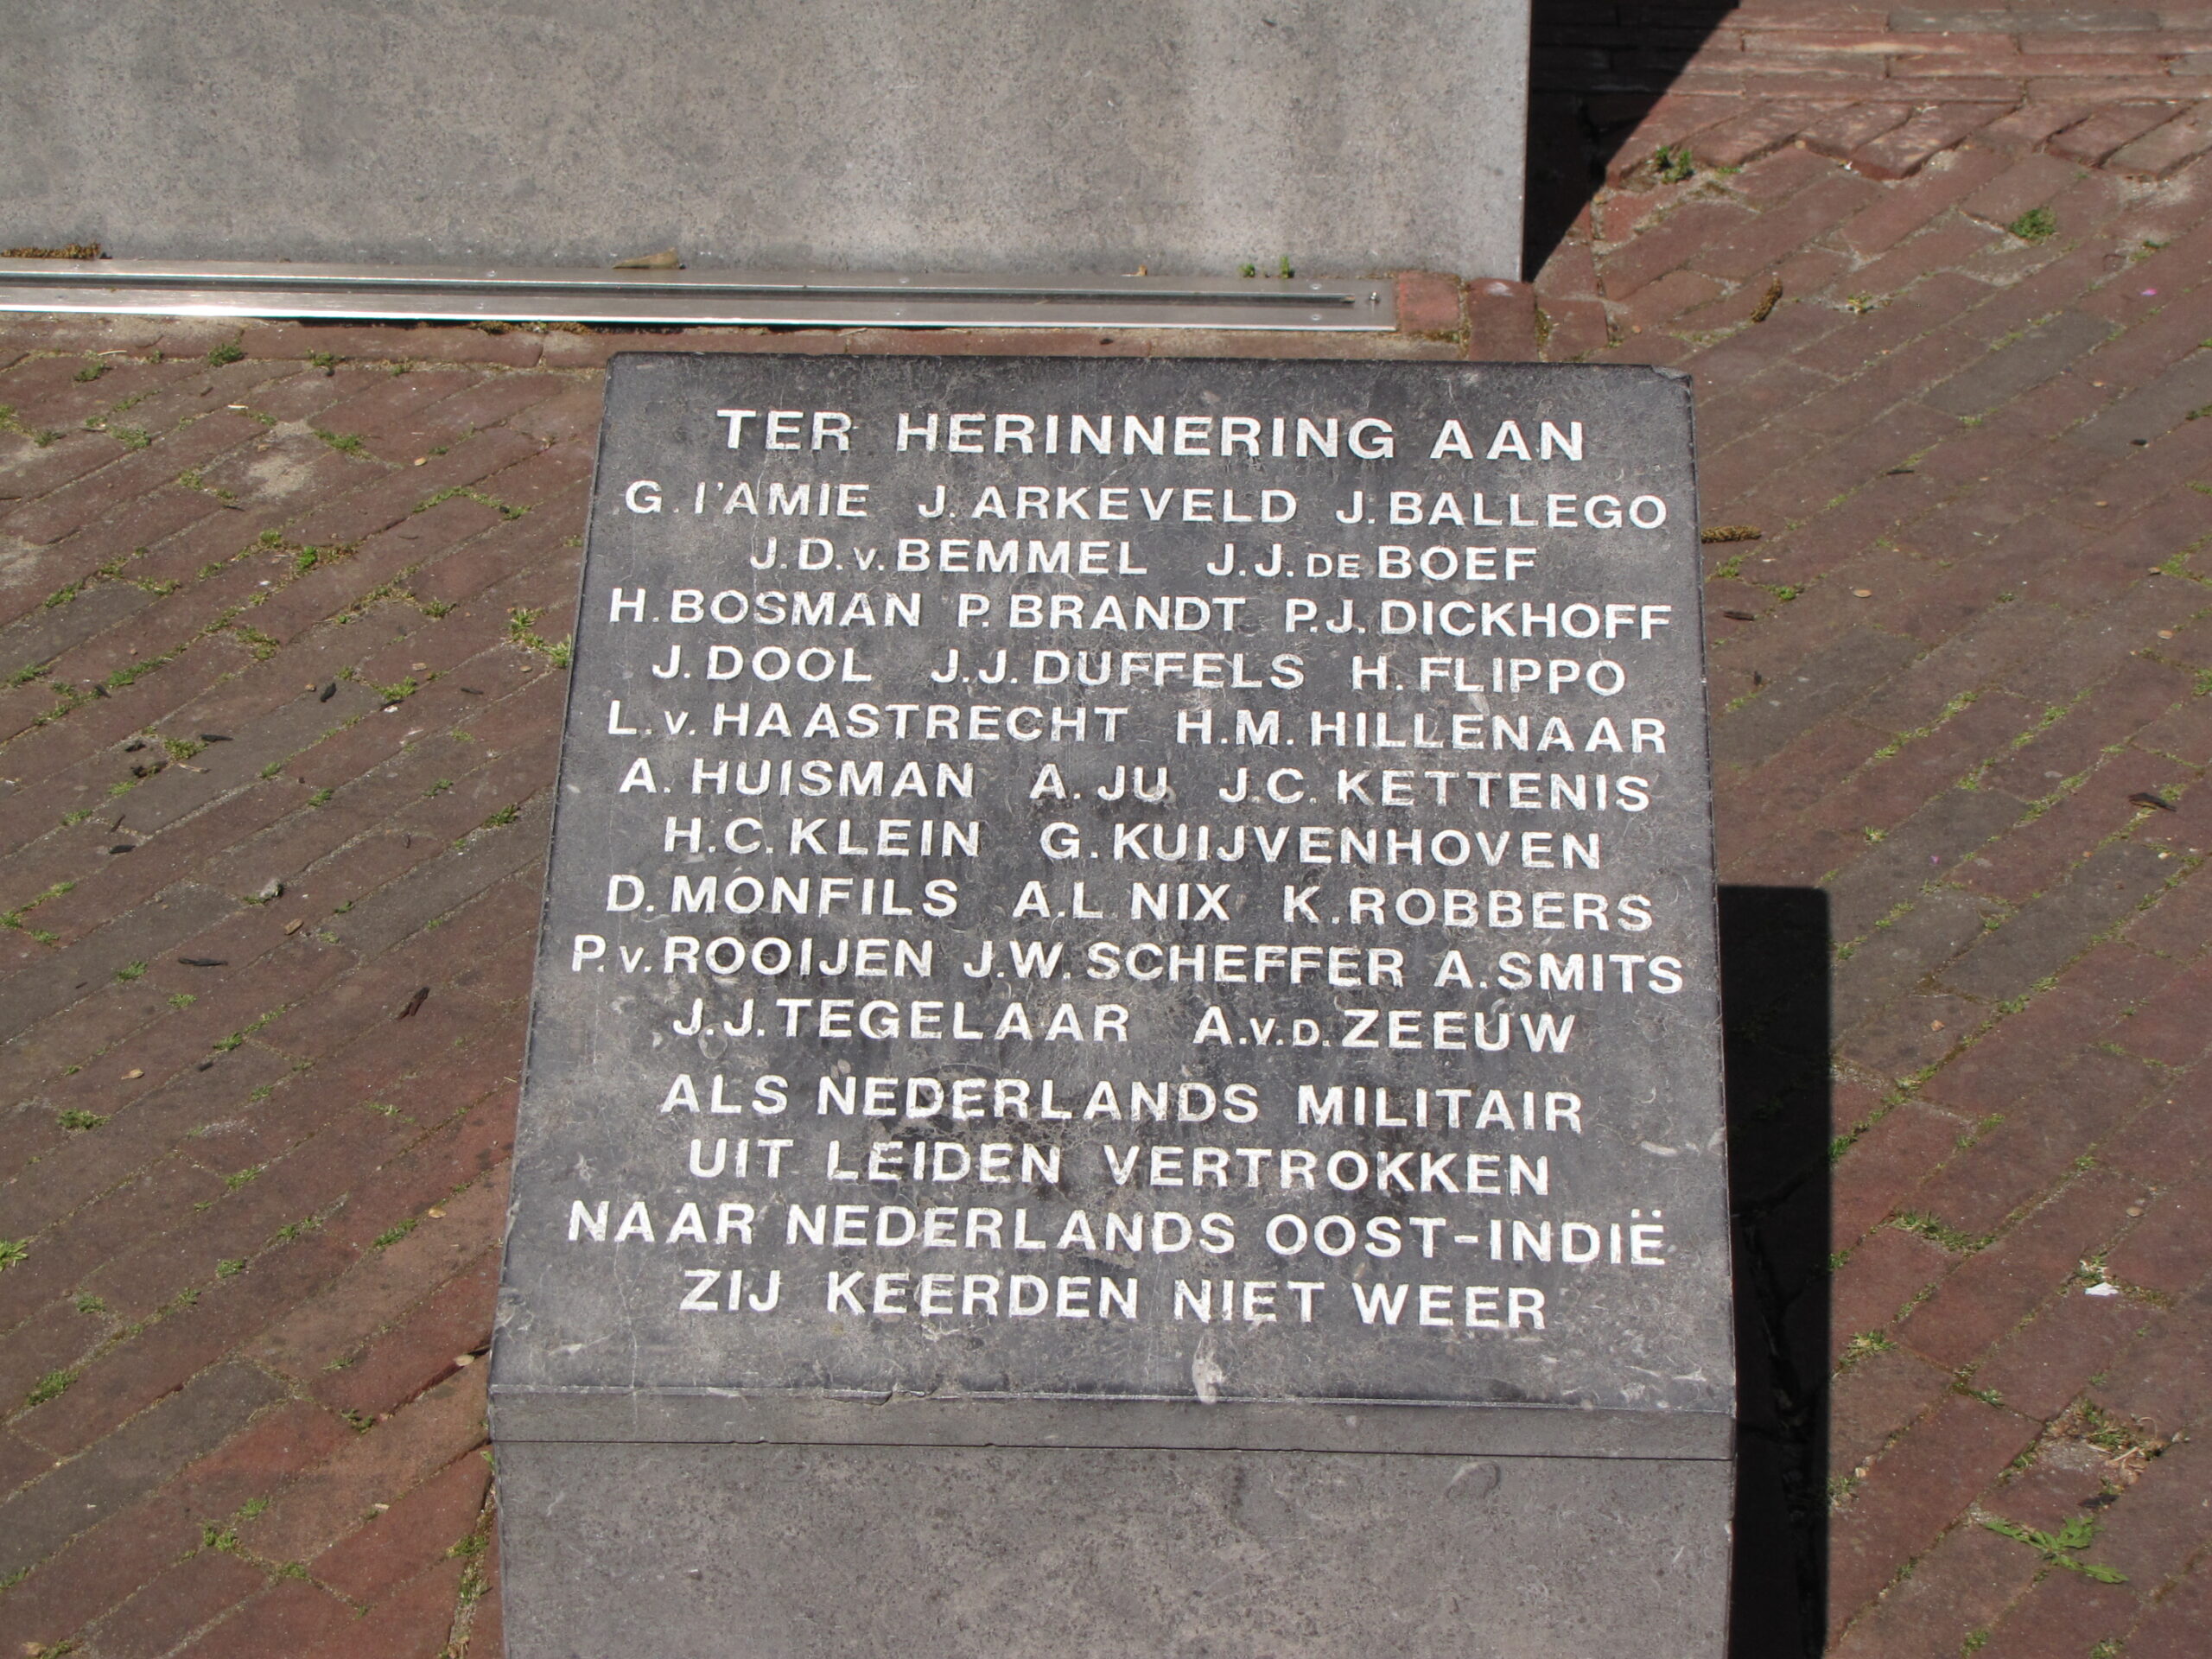 TER HERINNERING AAN
G. l'AMIE J. ARKEVELD J. BALLEGO
J.D. v. BEMMEL J.J. DE BOEF
H. BOSMAN P. BRANDT P.J. DICKHOFF
J. DOOL J.J. DUFFELS H. FLIPPO
L. v. HAASTRECHT H.M. HILLENAAR
A. HUISMAN A. JU J.C. KETTENIS
H.C. KLEIN G. KUIJVENHOVEN
D. MONFILS A.L. NIX K. ROBBERS
P. v. ROOIJEN J.W. SCHEFFER A. SMITS
J.J. TEGELAAR A.V.D. ZEEUW
ALS NEDERLANDS MILITAIR
UIT LEIDEN VERTROKKEN
NAAR NEDERLANDS OOST-INDIË
ZIJ KEERDEN NIET WEER